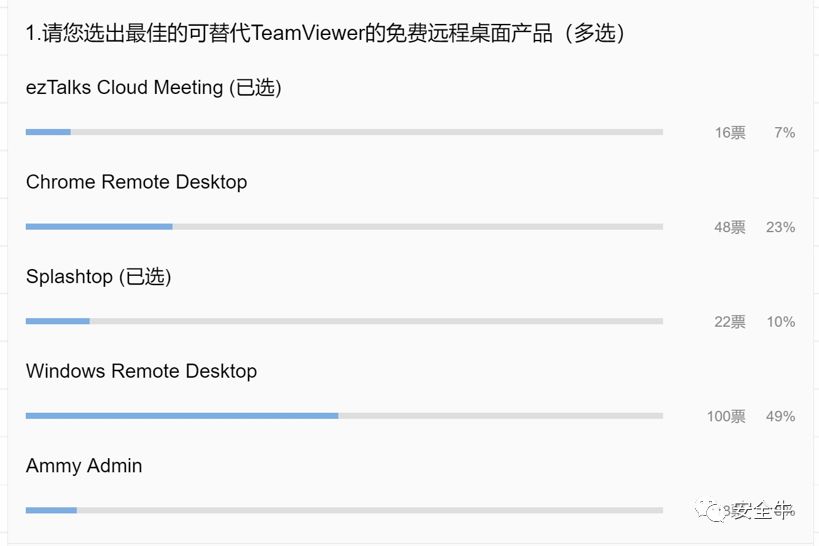 1.请您选出最佳的可替代TeamViewer的免费远程桌面产品（多选）
ezTalks Cloud Meeting (已选)
16票 7%
Chrome Remote Desktop
48票 23%
Splashtop (已选)
22票 10%
Windows Remote Desktop
100票 49%
Ammy Admin
安全牛